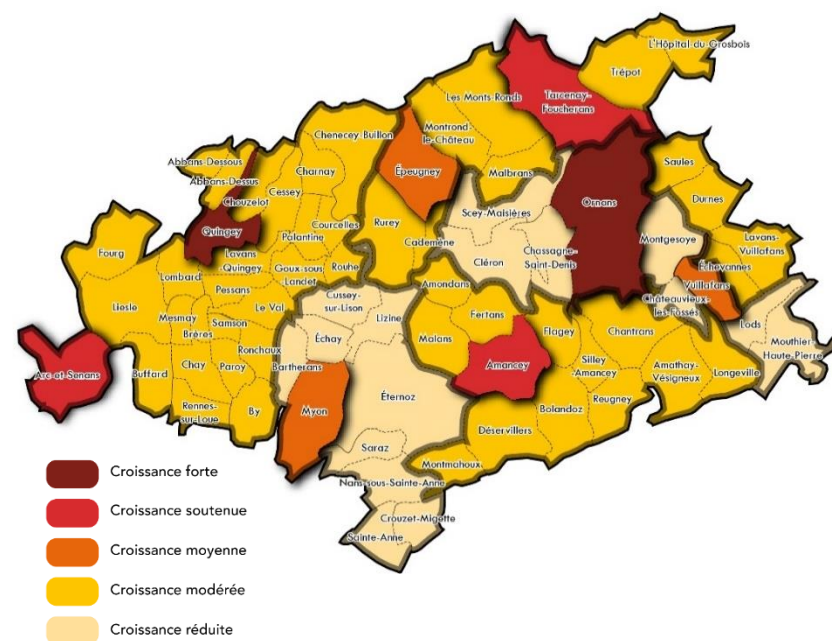 L'Hôpital-du-Grosbois
Trépot
Les Monts-Ronds
Tarcenay-
Foucherans
Chenecey-Buillon
Montrond-
le-Château
Abbans-Dessous
Abbans-Dessus
Charnay
Épeugney
Malbrans
Saules
Cessey
Chouzelot
Ornans
Durnes
Scey-Maisières
Courcelles
Rurey
Quingey
Palantine
Cademène
Montgesoye
Lavans-
Vuillafans
Fourg
Lavans-
Quingey
Chassagne-
Saint-Denis
Cléron
Goux-sous-
Landet
Rouhe
Échevannes
Lombard
Pessans
Amondans
Vuillafans
Châteauvieux-
les-Fossés
Liesle
Cussey-
sur-Lison
Le Val
Lizine
Fertans
Mesmay
Samson
Brères
Flagey
Chantrans
Lods
Échay
Malans
Mouthier-
Haute-Pierre
Ronchaux
Silley-
Amancey
Chay
Paroy
Bartherans
Amancey
Amathay-
Vésigneux
Longeville
Arc-et-Senans
Buffard
Éternoz
Reugney
Rennes-
sur-Loue
By
Myon
Bolandoz
Déservillers
Saraz
Montmahoux
Nans-sous-Sainte-Anne
Crouzet-Migette
Sainte-Anne
Croissance forte
Croissance soutenue
Croissance moyenne
Croissance modérée
Croissance réduite